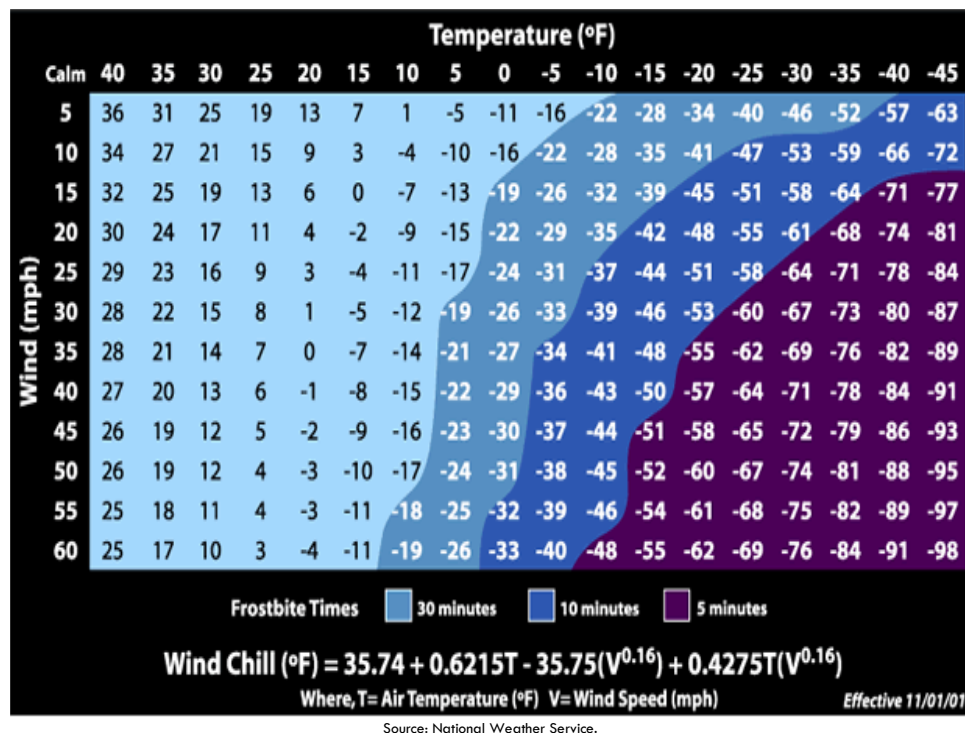 Temperature (ºF)
Calm 40 35 30 25 20 15 10 5 0 -5 -10 -15 -20 -25 -30 -35 -40 -45
5 36 31 25 19 13 7 1 -5 -11 -16 -22 -28 -34 -40 -46 -52 -57 -63
10 34 27 21 15 9 3 -4 -10 -16 -22 -28 -35 -41 -47 -53 -59 -66 -72
15 32 25 19 13 6 0 -7 -13 -19 -26 -32 -39 -45 -51 -58 -64 -71 -77
20 30 24 17 11 4 -2 -9 -15 -22 -29 -35 -42 -48 -55 -61 -68 -74 -81
25 29 23 16 9 3 -4 -11 -17 -24 -31 -37 -44 -51 -58 -64 -71 -78 -84
30 28 22 15 8 1 -5 -12 -19 -26 -33 -39 -46 -53 -60 -67 -73 -80 -87
35 28 21 14 7 0 -7 -14 -21 -27 -34 -41 -48 -55 -62 -69 -76 -82 -89
40 27 20 13 6 -1 -8 -15 -22 -29 -36 -43 -50 -57 -64 -71 -78 -84 -91
45 26 19 12 5 -2 -9 -16 -23 -30 -37 -44 -51 -58 -65 -72 -79 -86 -93
50 26 19 12 4 -3 -10 -17 -24 -31 -38 -45 -52 -60 -67 -74 -81 -88 -95
55 25 18 11 4 -3 -11 -18 -25 -32 -39 -46 -54 -61 -68 -75 -82 -89 -97
60 25 17 10 3 -4 -11 -19 -26 -33 -40 -48 -55 -62 -69 -76 -84 -91 -98
Wind (mph)
Frostbite Times 30 minutes 10 minutes 5 minutes
Wind Chill (ºF) = 35.74 + 0.6215T - 35.75(V^0.16) + 0.4275T(V^0.16)
Where, T= Air Temperature (ºF) V= Wind Speed (mph) Effective 11/01/01
Source: National Weather Service.